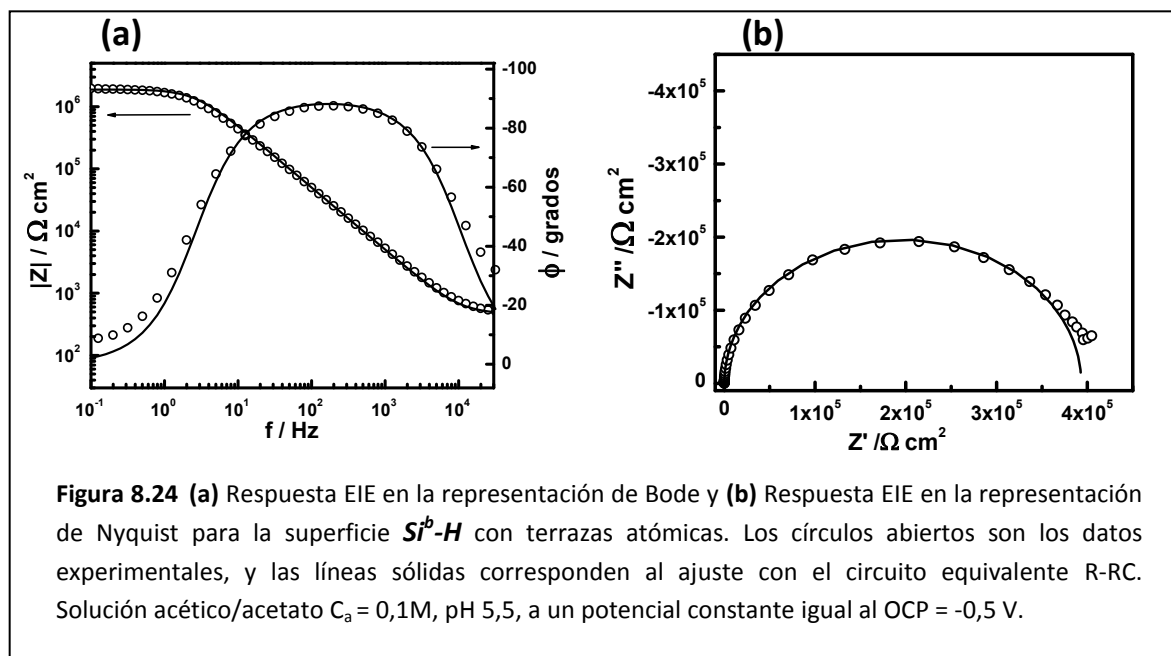 (a)
(b)
|Z| / Ω cm²
10⁶
10⁵
10⁴
10³
10²
10⁻¹
10⁰
10¹
10²
10³
10⁴
f / Hz
-100
-80
-60
-40
-20
0
ϕ / grados
Z'' /Ω cm²
-4x10⁵
-3x10⁵
-2x10⁵
-1x10⁵
0
0
1x10⁵
2x10⁵
3x10⁵
4x10⁵
Z' /Ω cm²
Figura 8.24 (a) Respuesta EIE en la representación de Bode y (b) Respuesta EIE en la representación
de Nyquist para la superficie Siᵇ-H con terrazas atómicas. Los círculos abiertos son los datos
experimentales, y las líneas sólidas corresponden al ajuste con el circuito equivalente R-RC.
Solución acético/acetato Cₐ = 0,1M, pH 5,5, a un potencial constante igual al OCP = -0,5 V.